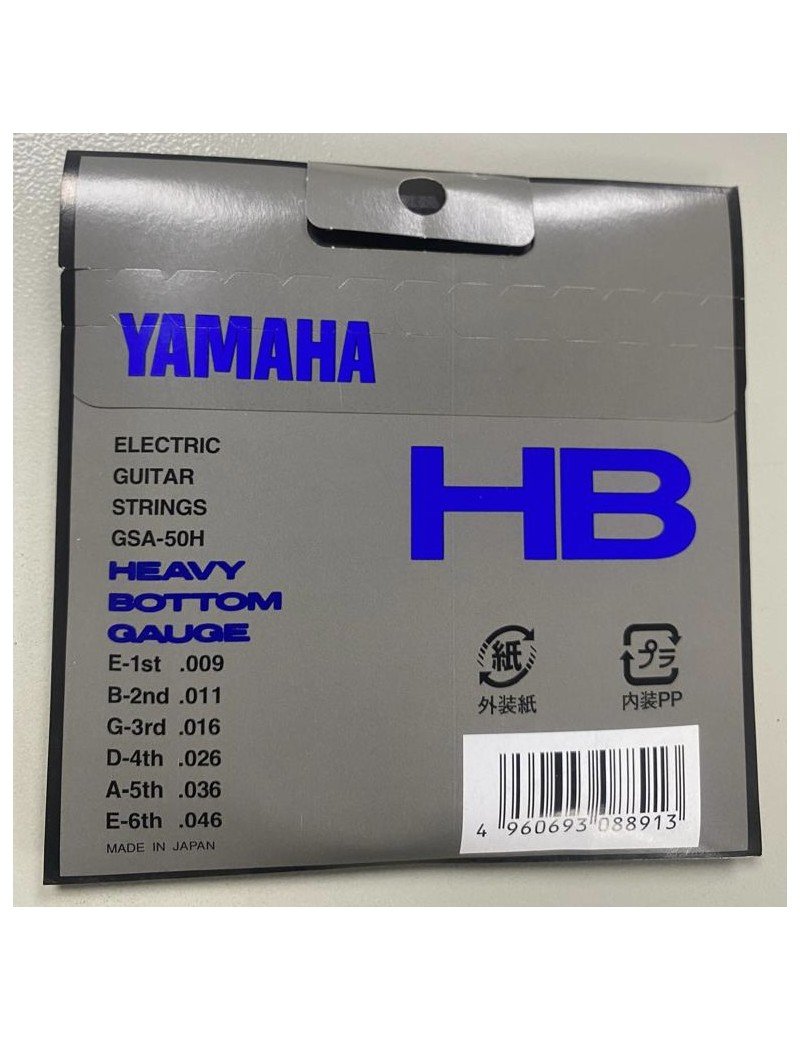 YAMAHA
ELECTRIC
GUITAR
STRINGS
GSA-50H
HEAVY
BOTTOM
GAUGE
E-1st .009
B-2nd .011
G-3rd .016
D-4th .026
A-5th .036
E-6th .046
MADE IN JAPAN
HB
紙
外装紙
プラ
内装PP
4 960693 088913